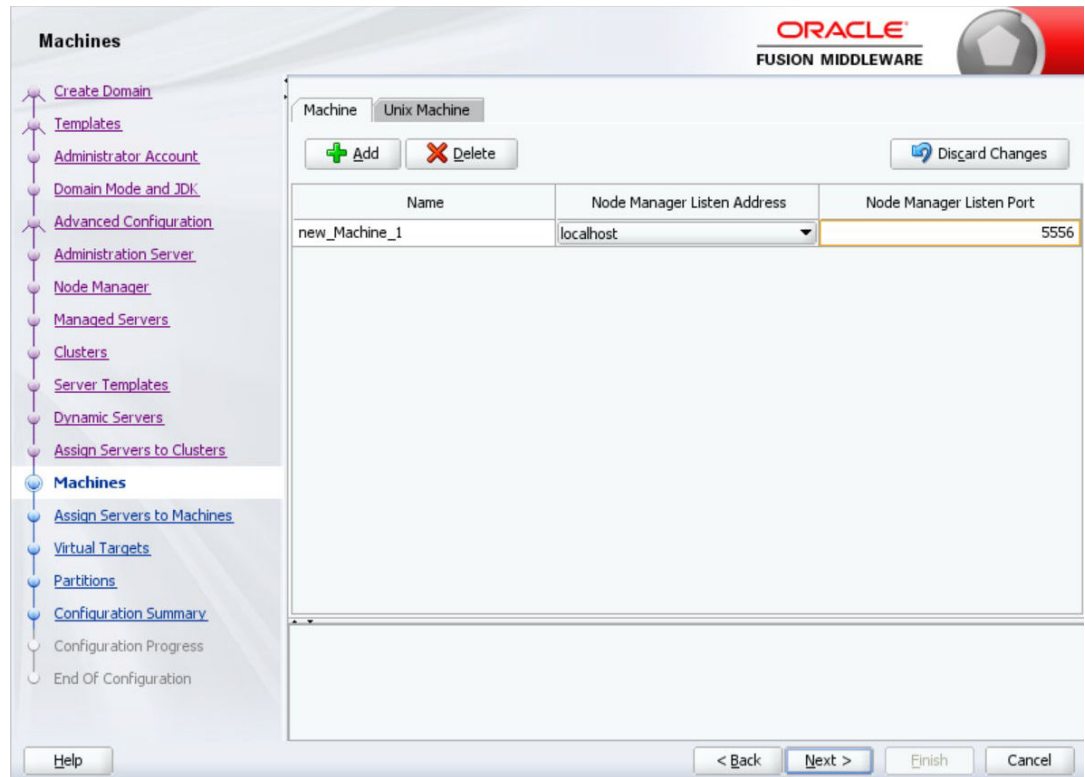 Machines
ORACLE
FUSION MIDDLEWARE
Create Domain
Templates
Administrator Account
Domain Mode and JDK
Advanced Configuration
Administration Server
Node Manager
Managed Servers
Clusters
Server Templates
Dynamic Servers
Assign Servers to Clusters
Machines
Assign Servers to Machines
Virtual Targets
Partitions
Configuration Summary
Configuration Progress
End Of Configuration
Machine Unix Machine
Add Delete Discard Changes
Name Node Manager Listen Address Node Manager Listen Port
new_Machine_1 localhost 5556
Help < Back Next > Finish Cancel